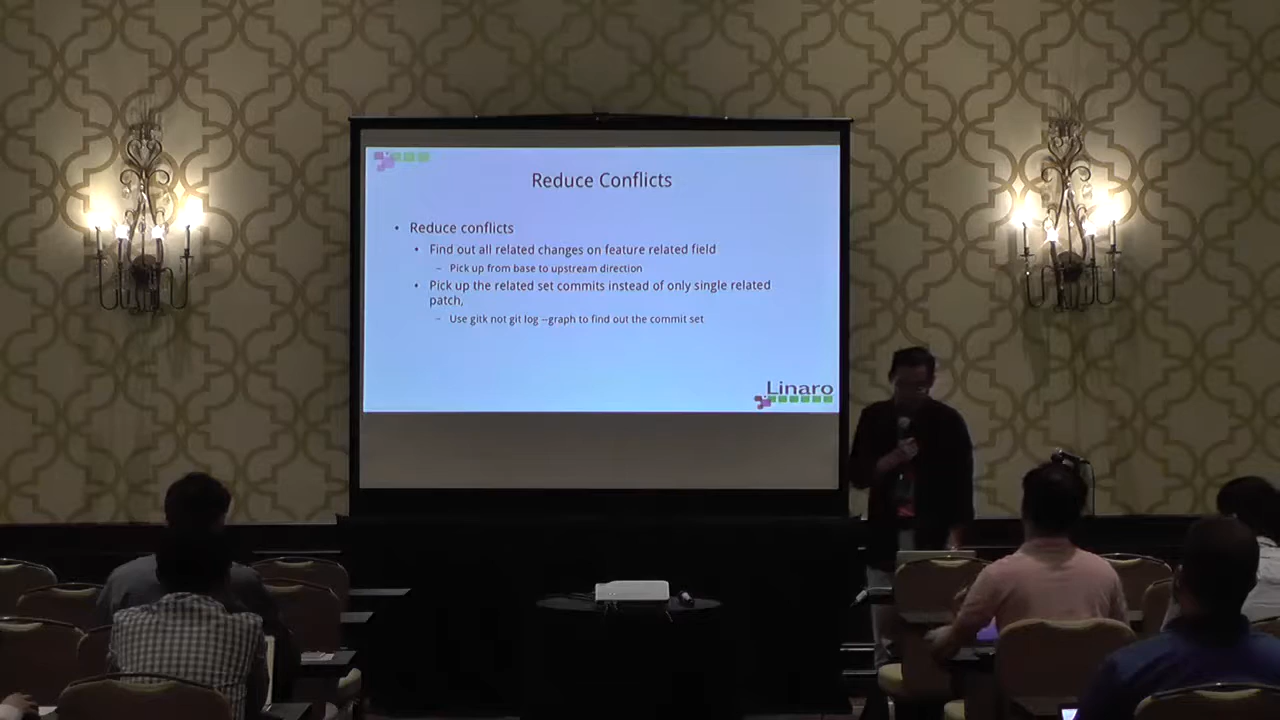 Reduce Conflicts
• Reduce conflicts
• Find out all related changes on feature related field
– Pick up from base to upstream direction
• Pick up the related set commits instead of only single related
patch,
– Use gitk not git log --graph to find out the commit set
Linaro